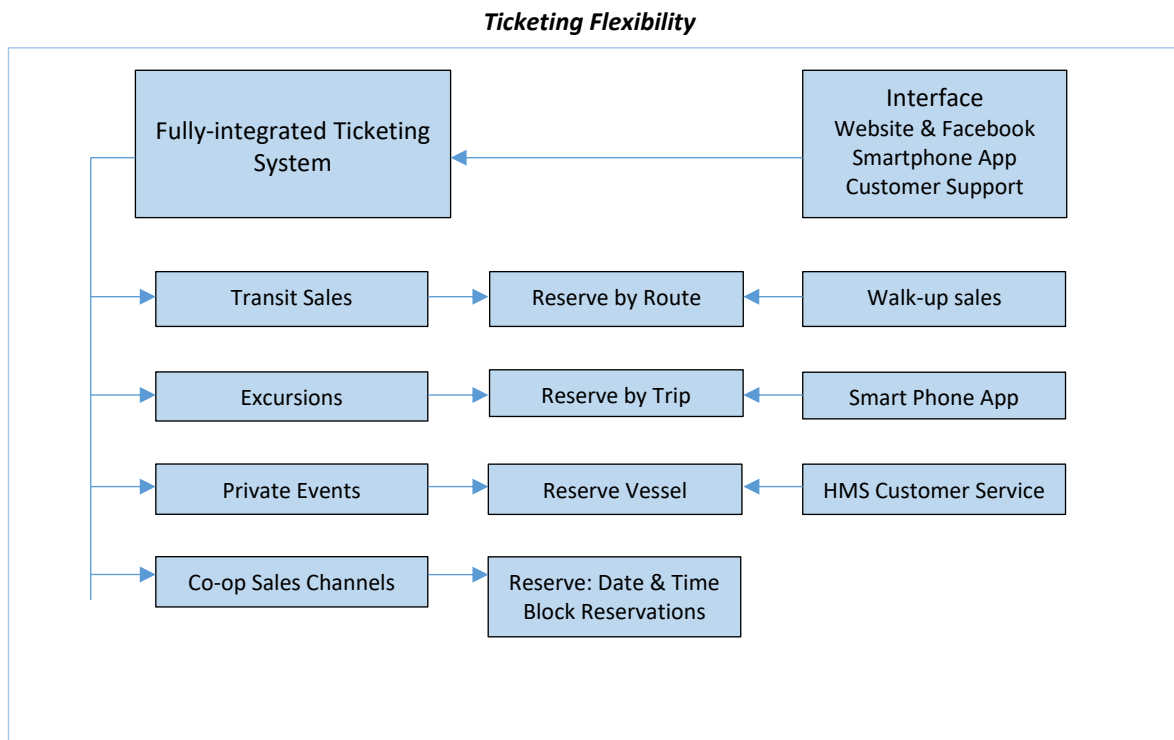 Ticketing Flexibility
Fully-integrated Ticketing
System
Interface
Website & Facebook
Smartphone App
Customer Support
Transit Sales
Reserve by Route
Walk-up sales
Excursions
Reserve by Trip
Smart Phone App
Private Events
Reserve Vessel
HMS Customer Service
Co-op Sales Channels
Reserve: Date & Time
Block Reservations